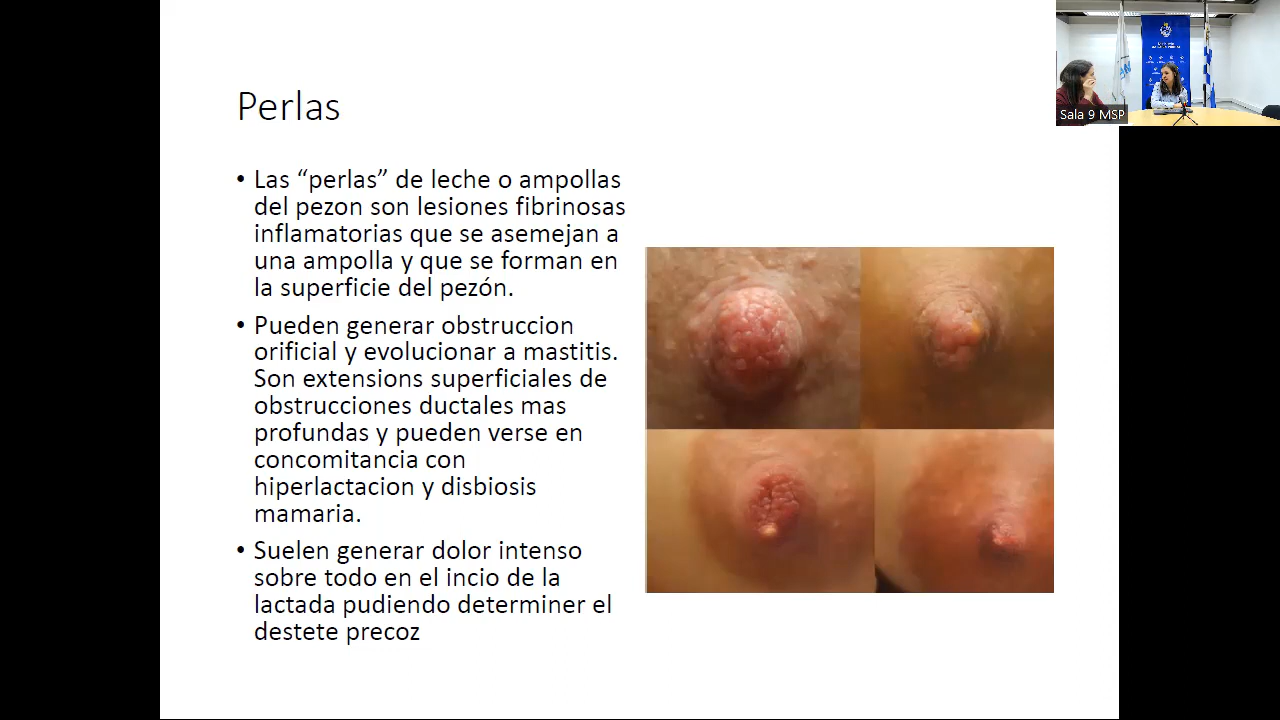 Perlas
• Las “perlas” de leche o ampollas
del pezon son lesiones fibrinosas
inflamatorias que se asemejan a
una ampolla y que se forman en
la superficie del pezón.
• Pueden generar obstruccion
orificial y evolucionar a mastitis.
Son extensions superficiales de
obstrucciones ductales mas
profundas y pueden verse en
concomitancia con
hiperlactacion y disbiosis
mamaria.
• Suelen generar dolor intenso
sobre todo en el incio de la
lactada pudiendo determiner el
destete precoz
Sala 9 MSP